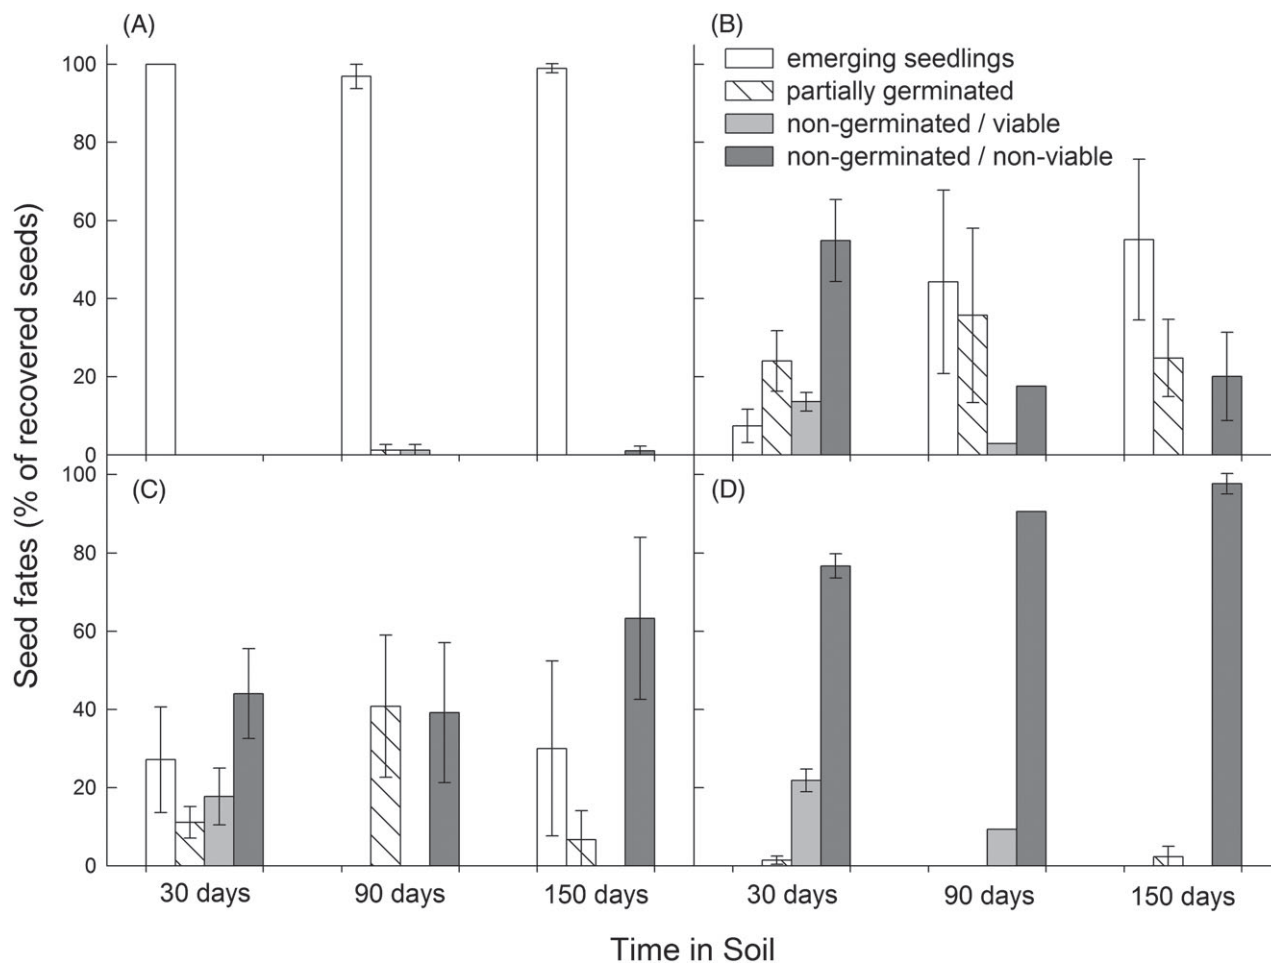 (A)
(B)
100
80
60
40
20
0
emerging seedlings
partially germinated
non-germinated / viable
non-germinated / non-viable
(C)
(D)
100
80
60
40
20
0
30 days
90 days
150 days
30 days
90 days
150 days
Seed fates (% of recovered seeds)
Time in Soil